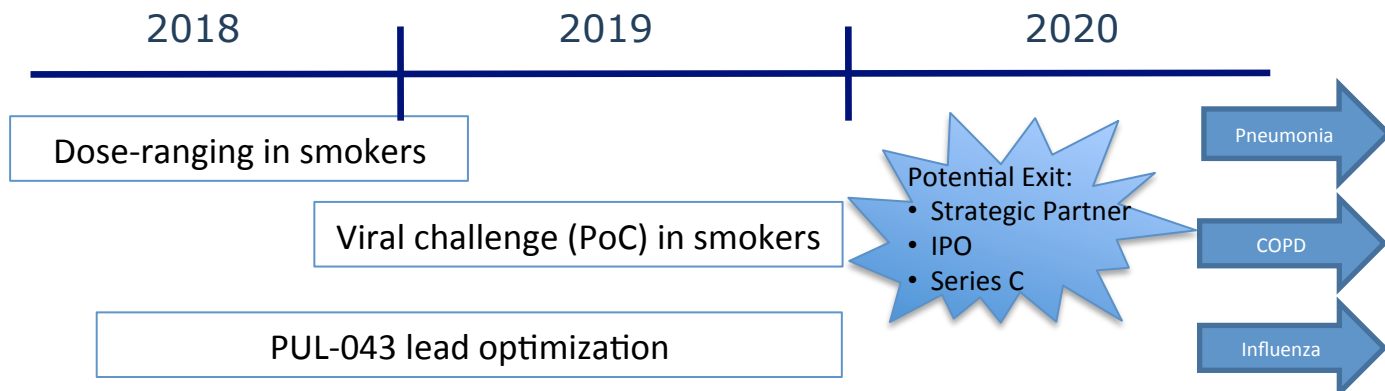 2018 2019 2020
Dose-ranging in smokers
Viral challenge (PoC) in smokers
PUL-043 lead optimization
Potential Exit:
• Strategic Partner
• IPO
• Series C
Pneumonia
COPD
Influenza